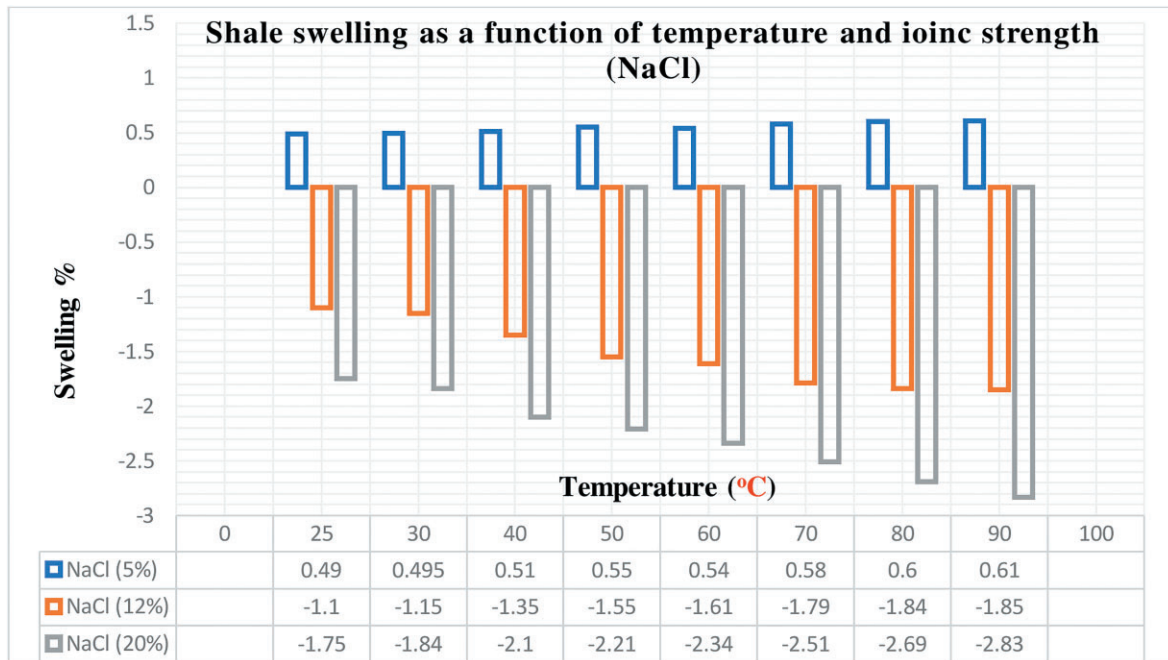 Shale swelling as a function of temperature and ioinc strength
(NaCl)
1.5
1
0.5
0
-0.5
-1
-1.5
-2
-2.5
-3
Swelling %
Temperature (°C)
0 25 30 40 50 60 70 80 90 100
NaCl (5%) 0.49 0.495 0.51 0.55 0.54 0.58 0.6 0.61
NaCl (12%) -1.1 -1.15 -1.35 -1.55 -1.61 -1.79 -1.84 -1.85
NaCl (20%) -1.75 -1.84 -2.1 -2.21 -2.34 -2.51 -2.69 -2.83